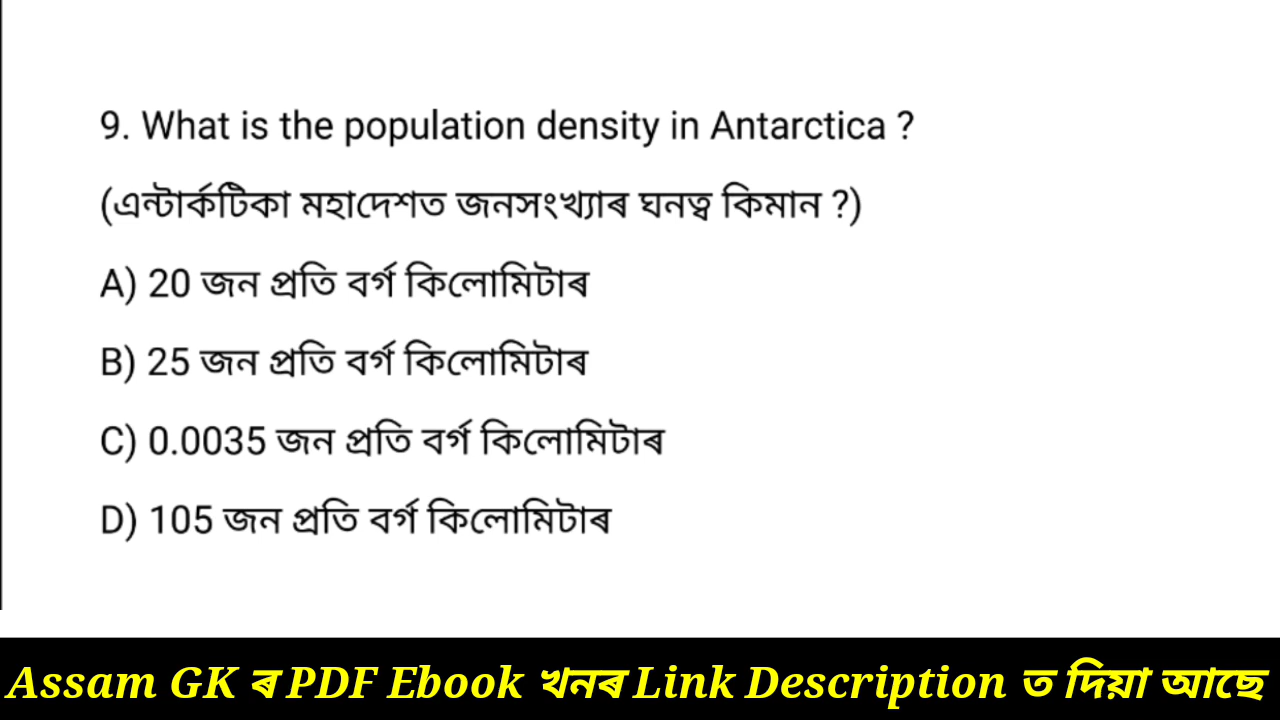 9. What is the population density in Antarctica ?
(এন্টাৰ্কটিকা মহাদেশত জনসংখ্যাৰ ঘনত্ব কিমান ?)
A) 20 জন প্ৰতি বৰ্গ কিলোমিটাৰ
B) 25 জন প্ৰতি বৰ্গ কিলোমিটাৰ
C) 0.0035 জন প্ৰতি বৰ্গ কিলোমিটাৰ
D) 105 জন প্ৰতি বৰ্গ কিলোমিটাৰ
Assam GK ৰ PDF Ebook খনৰ Link Description ত দিয়া আছে